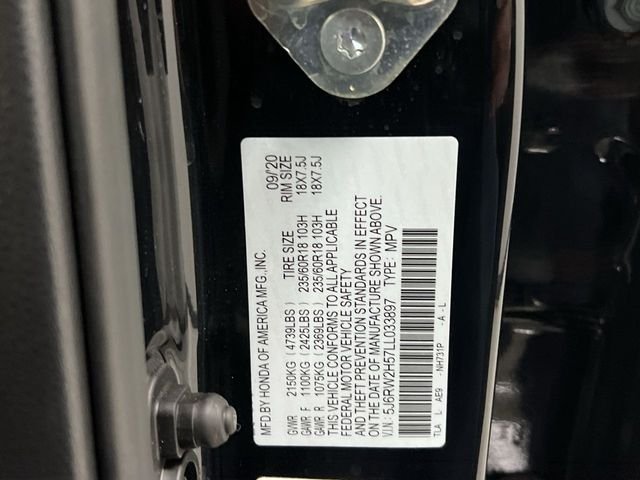 MFD.BY HONDA OF AMERICA MFG.,INC. 09/'20
TIRE SIZE RIM SIZE
GVWR 2150KG ( 4739LBS )
GAWR F 1100KG ( 2425LBS ) 235/60R18 103H 18X7.5J
GAWR R 1075KG ( 2369LBS ) 235/60R18 103H 18X7.5J
THIS VEHICLE CONFORMS TO ALL APPLICABLE
FEDERAL MOTOR VEHICLE SAFETY
AND THEFT PREVENTION STANDARDS IN EFFECT
ON THE DATE OF MANUFACTURE SHOWN ABOVE.
V.I.N: 5J6RW2H57LL033897 TYPE: MPV
TLA L- AE9 -NH731P -A-L